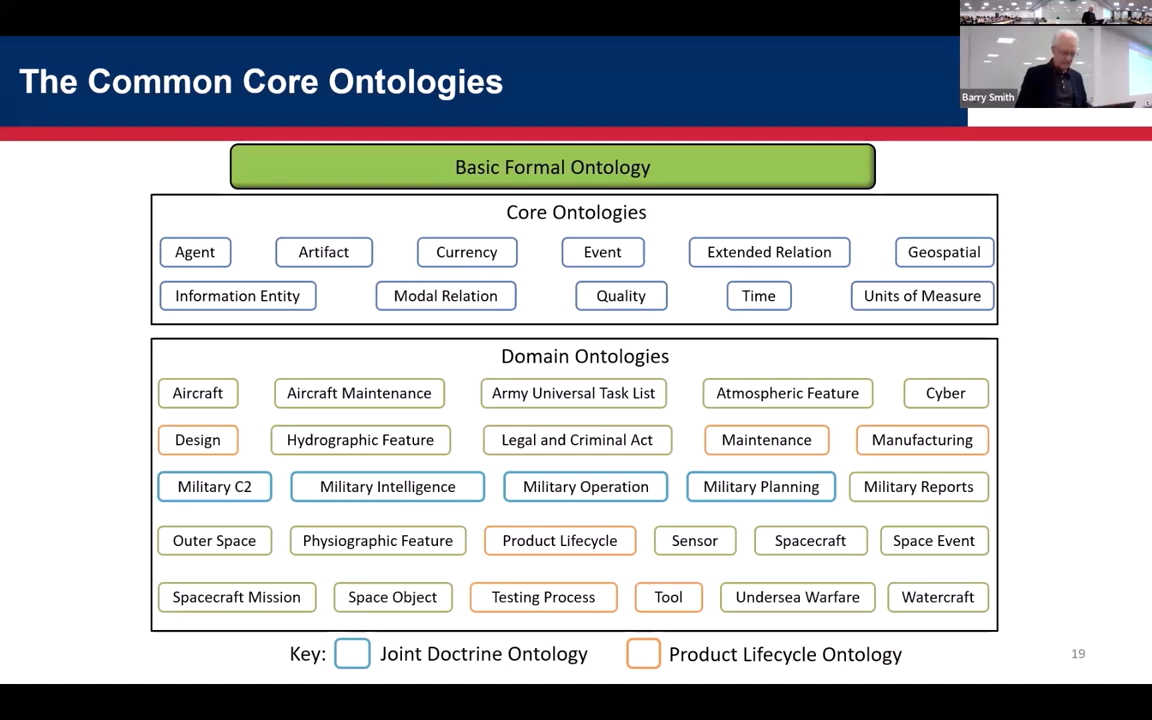 The Common Core Ontologies
Barry Smith
Basic Formal Ontology
Core Ontologies
Agent Artifact Currency Event Extended Relation Geospatial
Information Entity Modal Relation Quality Time Units of Measure
Domain Ontologies
Aircraft Aircraft Maintenance Army Universal Task List Atmospheric Feature Cyber
Design Hydrographic Feature Legal and Criminal Act Maintenance Manufacturing
Military C2 Military Intelligence Military Operation Military Planning Military Reports
Outer Space Physiographic Feature Product Lifecycle Sensor Spacecraft Space Event
Spacecraft Mission Space Object Testing Process Tool Undersea Warfare Watercraft
Key: Joint Doctrine Ontology Product Lifecycle Ontology
19